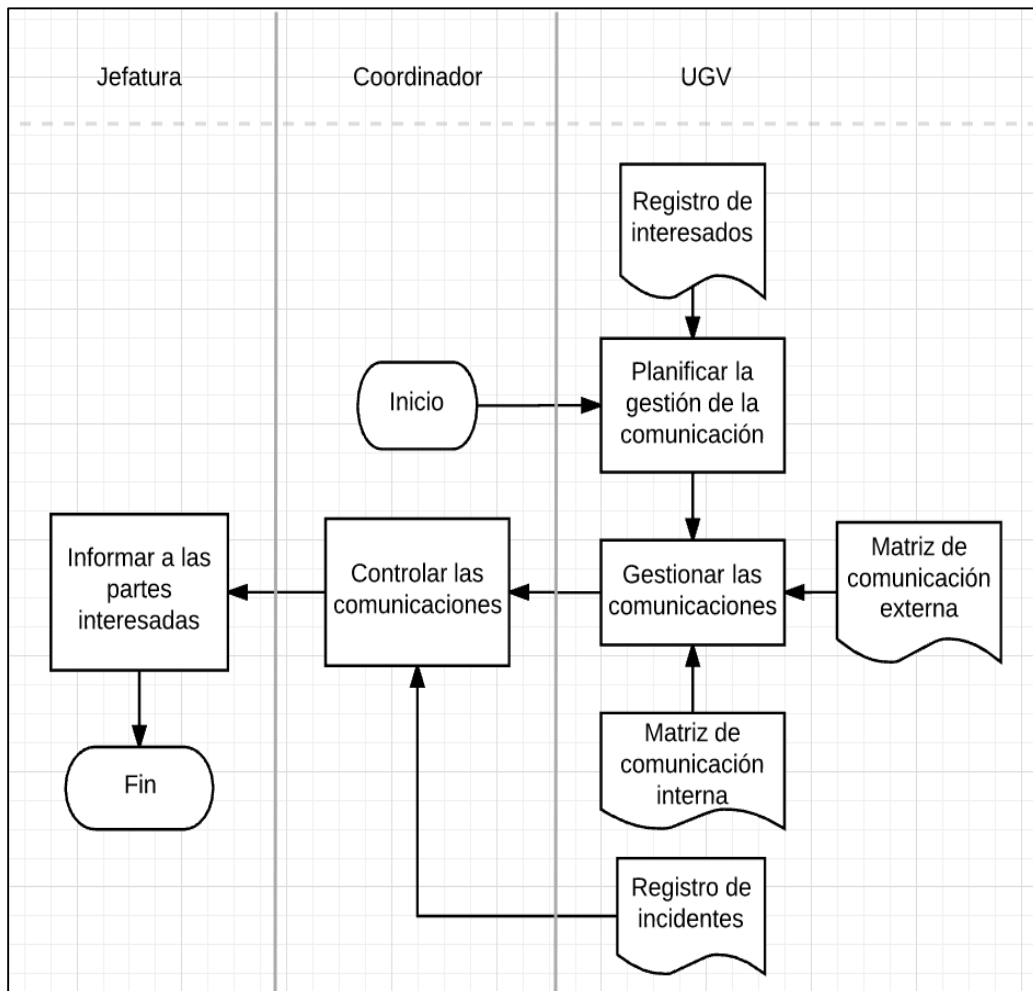 Jefatura
Coordinador
UGV
Registro de
interesados
Inicio
Planificar la
gestión de la
comunicación
Informar a las
partes
interesadas
Controlar las
comunicaciones
Gestionar las
comunicaciones
Matriz de
comunicación
externa
Fin
Matriz de
comunicación
interna
Registro de
incidentes